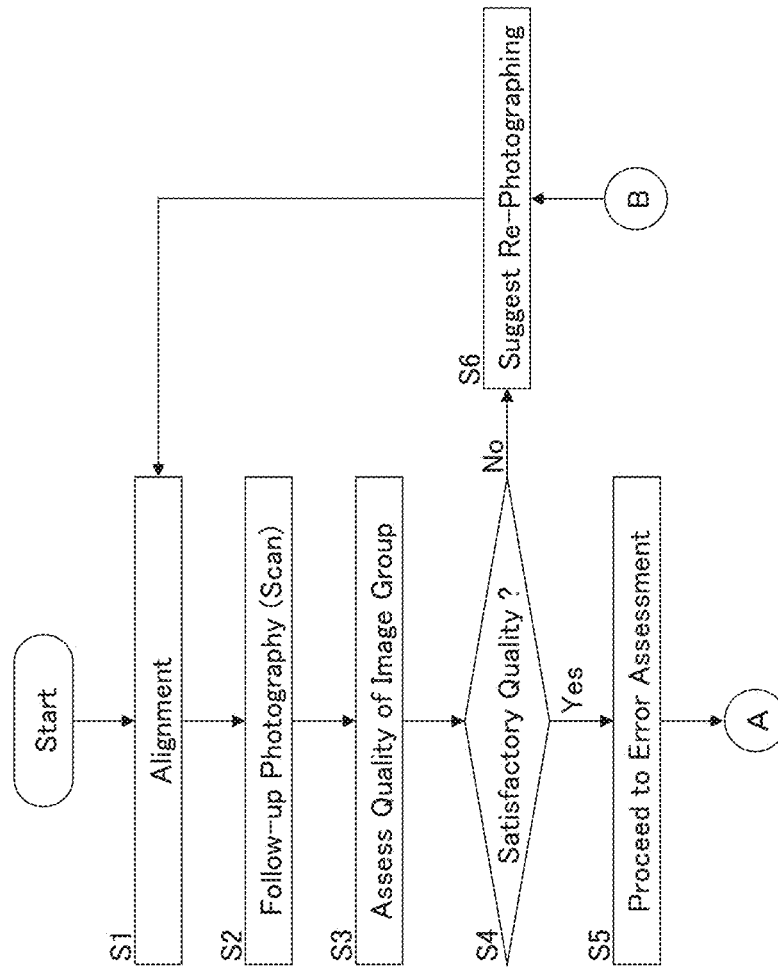 Start
S1
Alignment
S2
Follow-up Photography (Scan)
S3
Assess Quality of Image Group
S4
Satisfactory Quality ?
No
Yes
S6
Suggest Re-Photographing
S5
Proceed to Error Assessment
A
B